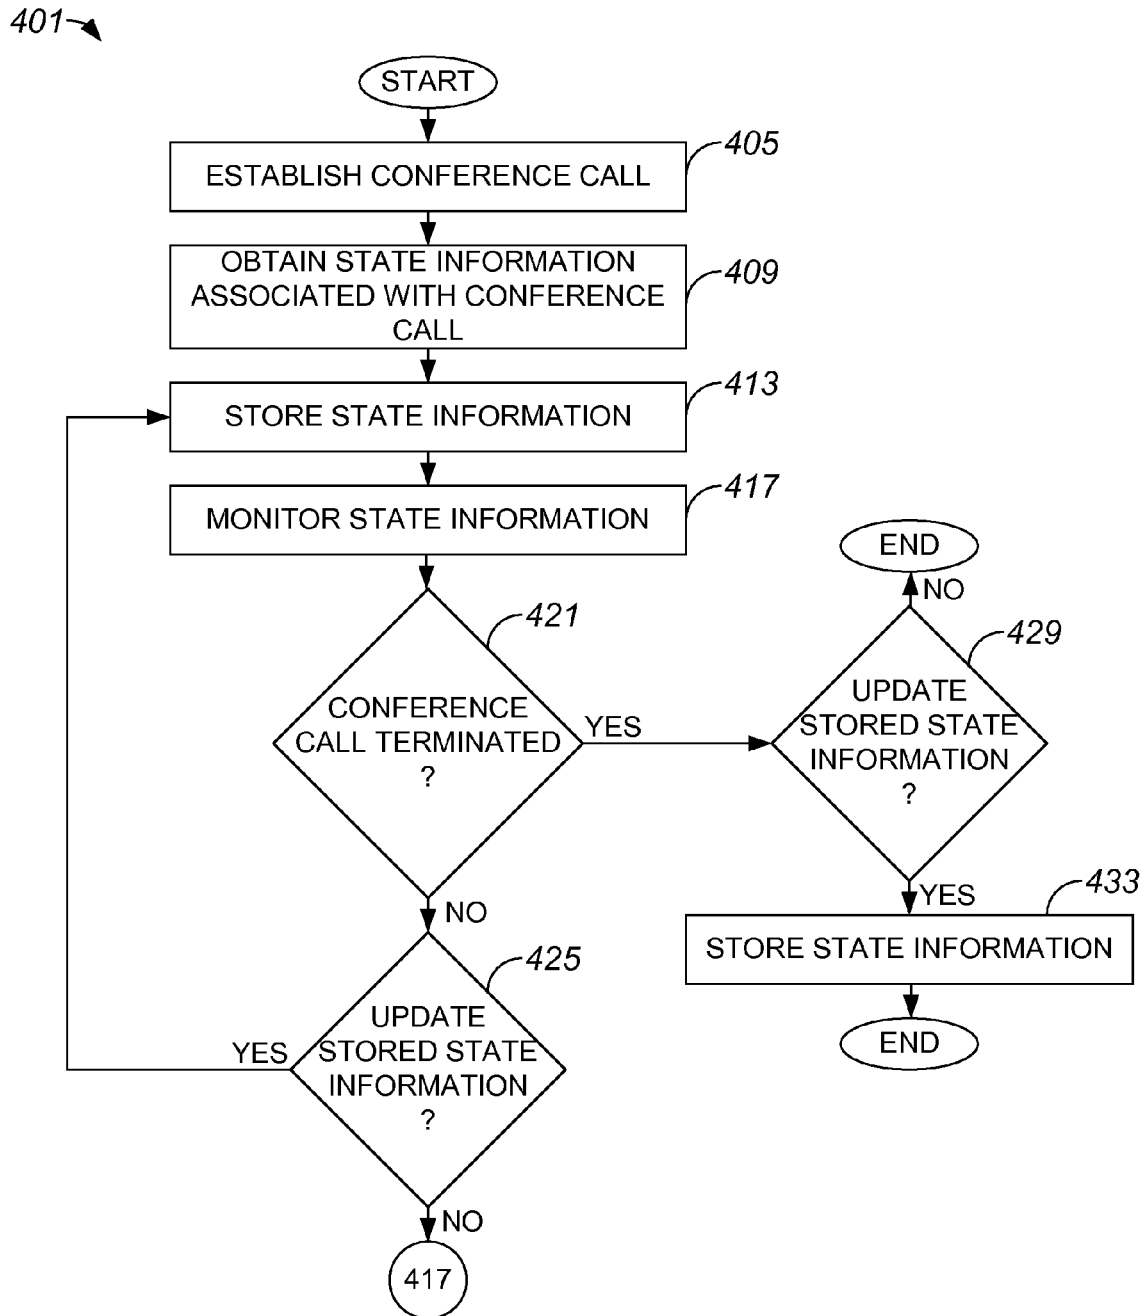 401
START
ESTABLISH CONFERENCE CALL
405
OBTAIN STATE INFORMATION
ASSOCIATED WITH CONFERENCE
CALL
409
STORE STATE INFORMATION
413
MONITOR STATE INFORMATION
417
CONFERENCE
CALL TERMINATED
?
421
YES
NO
END
NO
UPDATE
STORED STATE
INFORMATION
?
429
YES
STORE STATE INFORMATION
433
END
UPDATE
STORED STATE
INFORMATION
?
425
YES
NO
417